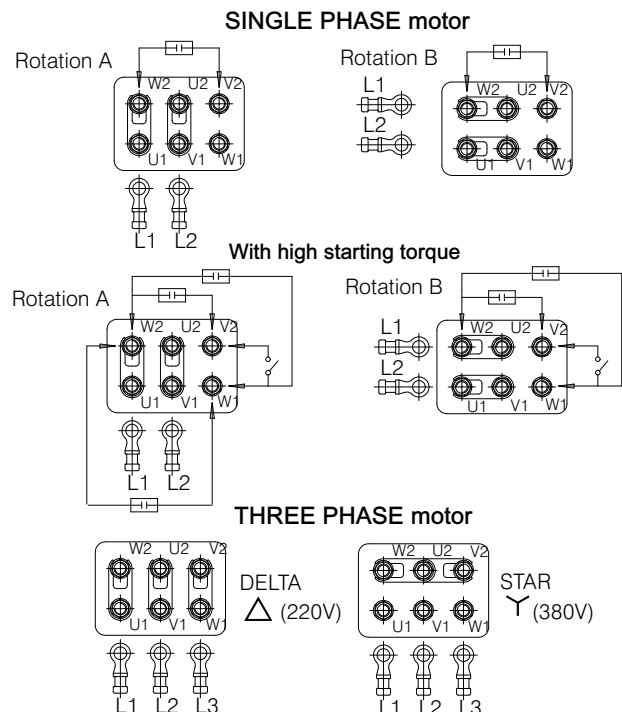 SINGLE PHASE motor
Rotation A
W2 U2 V2
U1 V1 W1
L1 L2
Rotation B
L1
L2
W2 U2 V2
U1 V1 W1
With high starting torque
Rotation A
W2 U2 V2
U1 V1 W1
L1 L2
Rotation B
L1
L2
W2 U2 V2
U1 V1 W1
THREE PHASE motor
W2 U2 V2
U1 V1 W1
L1 L2 L3
DELTA
(220V)
W2 U2 V2
U1 V1 W1
L1 L2 L3
STAR
(380V)